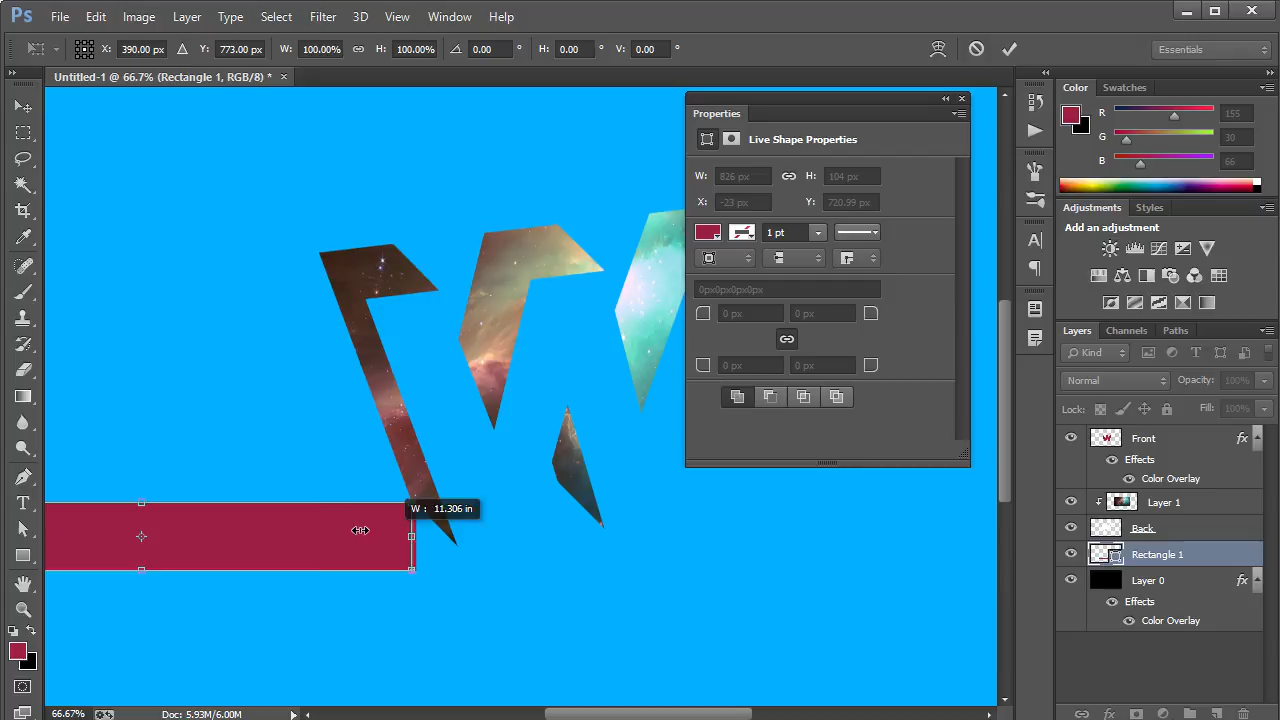 Ps File Edit Image Layer Type Select Filter 3D View Window Help
X: 390.00 px Y: 773.00 px W: 100.00% H: 100.00% 0.00 ° H: 0.00 ° V: 0.00 ° Essentials
Untitled-1 @ 66.7% (Rectangle 1, RGB/8) * ×
Properties
Live Shape Properties
W: 826 px H: 104 px
X: -23 px Y: 720.99 px
1 pt
0px0px0px0px
0 px 0 px
0 px 0 px
W : 11.306 in
Color Swatches
R 155
G 30
B 66
Adjustments Styles
Layers Channels Paths
Kind
Normal Opacity: 100%
Lock: Fill: 100%
Front fx
Effects
Color Overlay
Layer 1
Back
Rectangle 1
Layer 0 fx
Effects
Color Overlay
66.67% Doc: 5.93M/6.00M